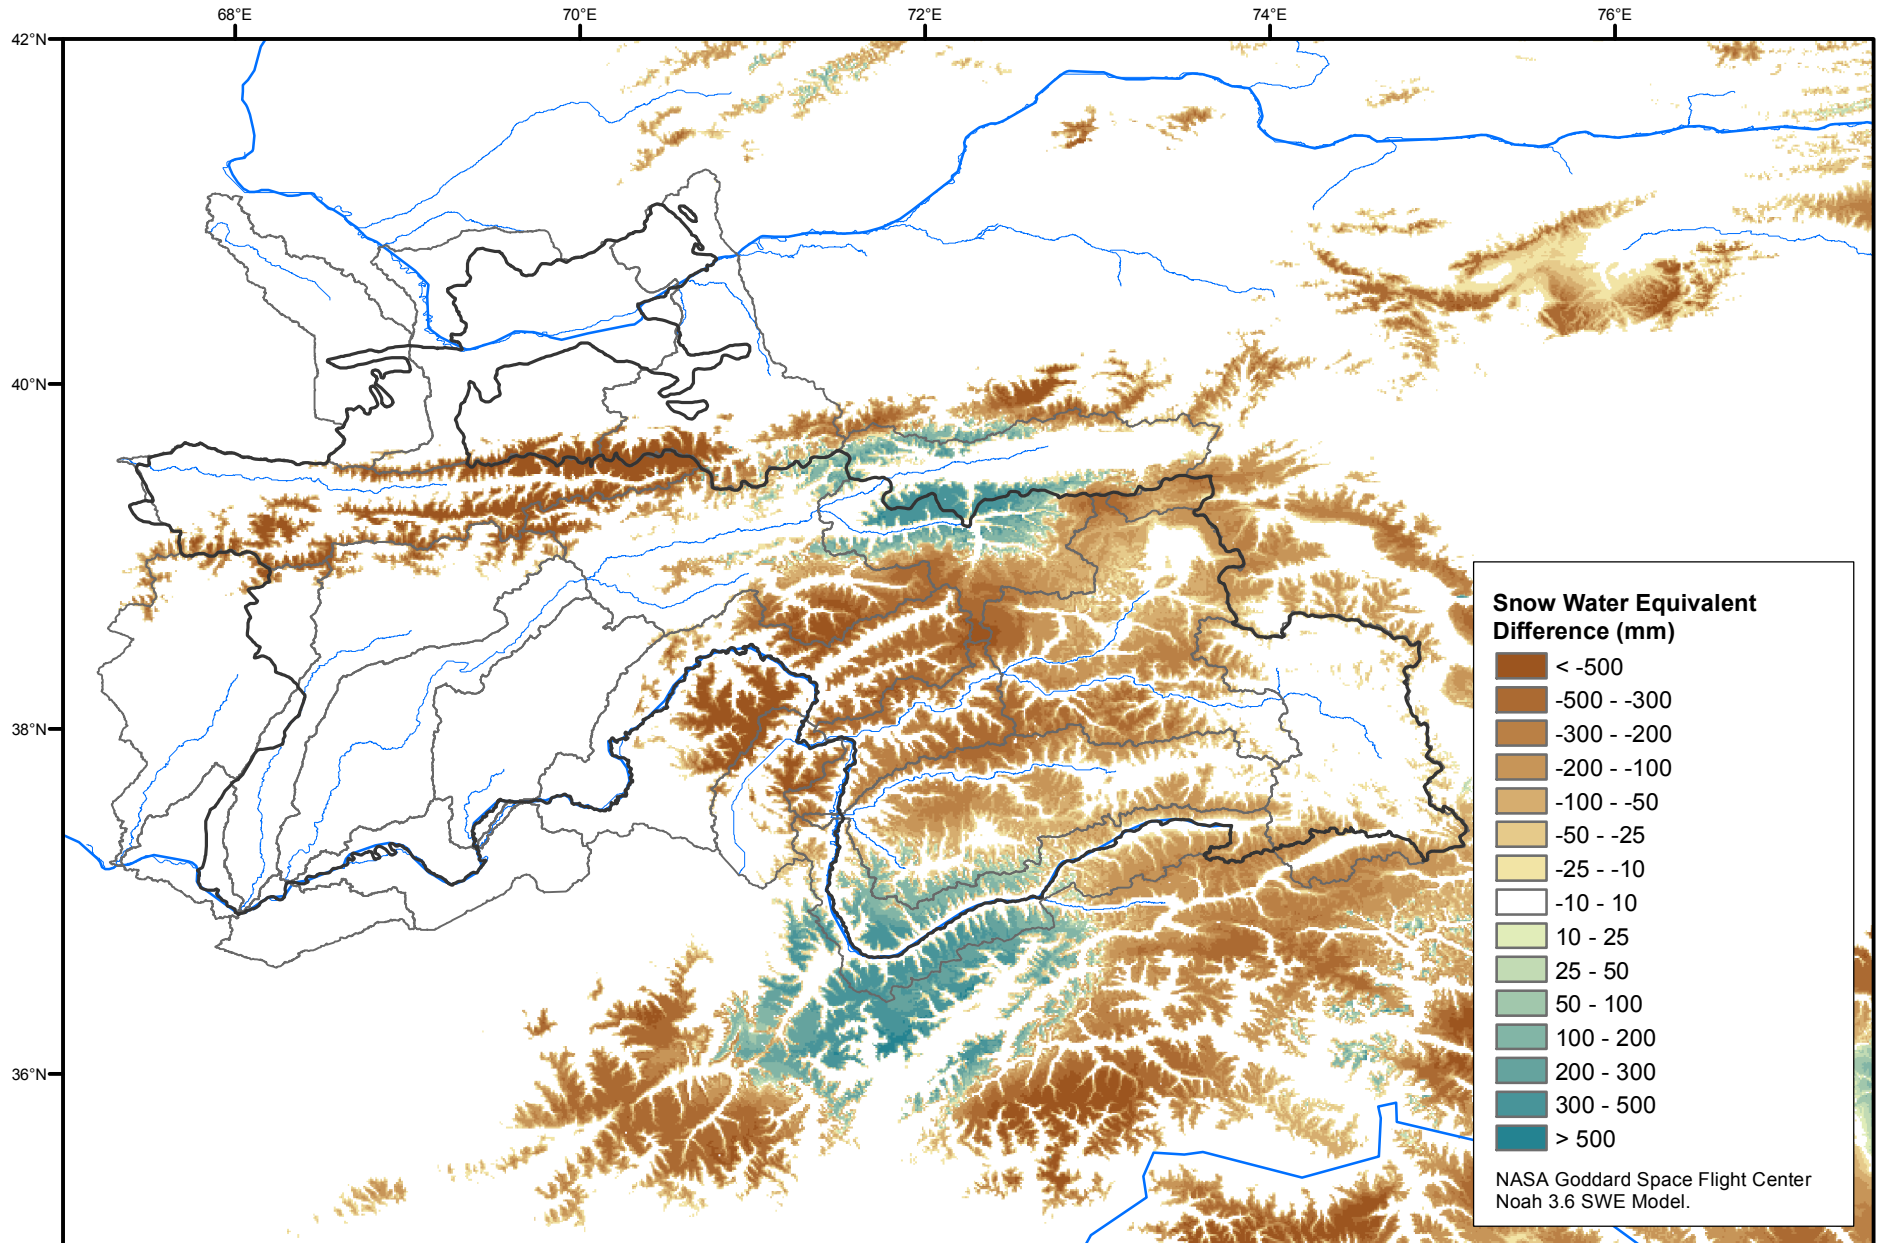 68°E
70°E
72°E
74°E
76°E
42°N
40°N
38°N
36°N
Snow Water Equivalent
Difference (mm)
< -500
-500 - -300
-300 - -200
-200 - -100
-100 - -50
-50 - -25
-25 - -10
-10 - 10
10 - 25
25 - 50
50 - 100
100 - 200
200 - 300
300 - 500
> 500
NASA Goddard Space Flight Center
Noah 3.6 SWE Model.